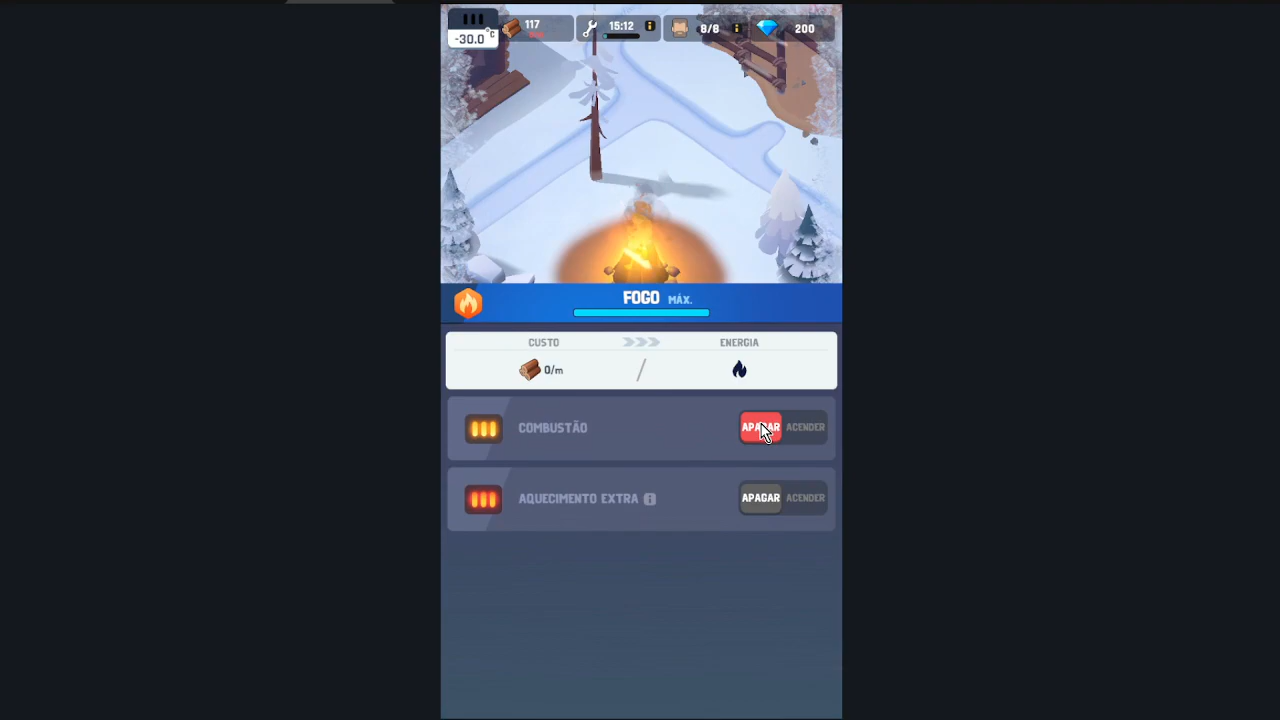 117
15:12
8/8
200
-30.0°C
FOGO MÁX.
CUSTO
ENERGIA
0/m
COMBUSTÃO
APAGAR
ACENDER
AQUECIMENTO EXTRA
APAGAR
ACENDER